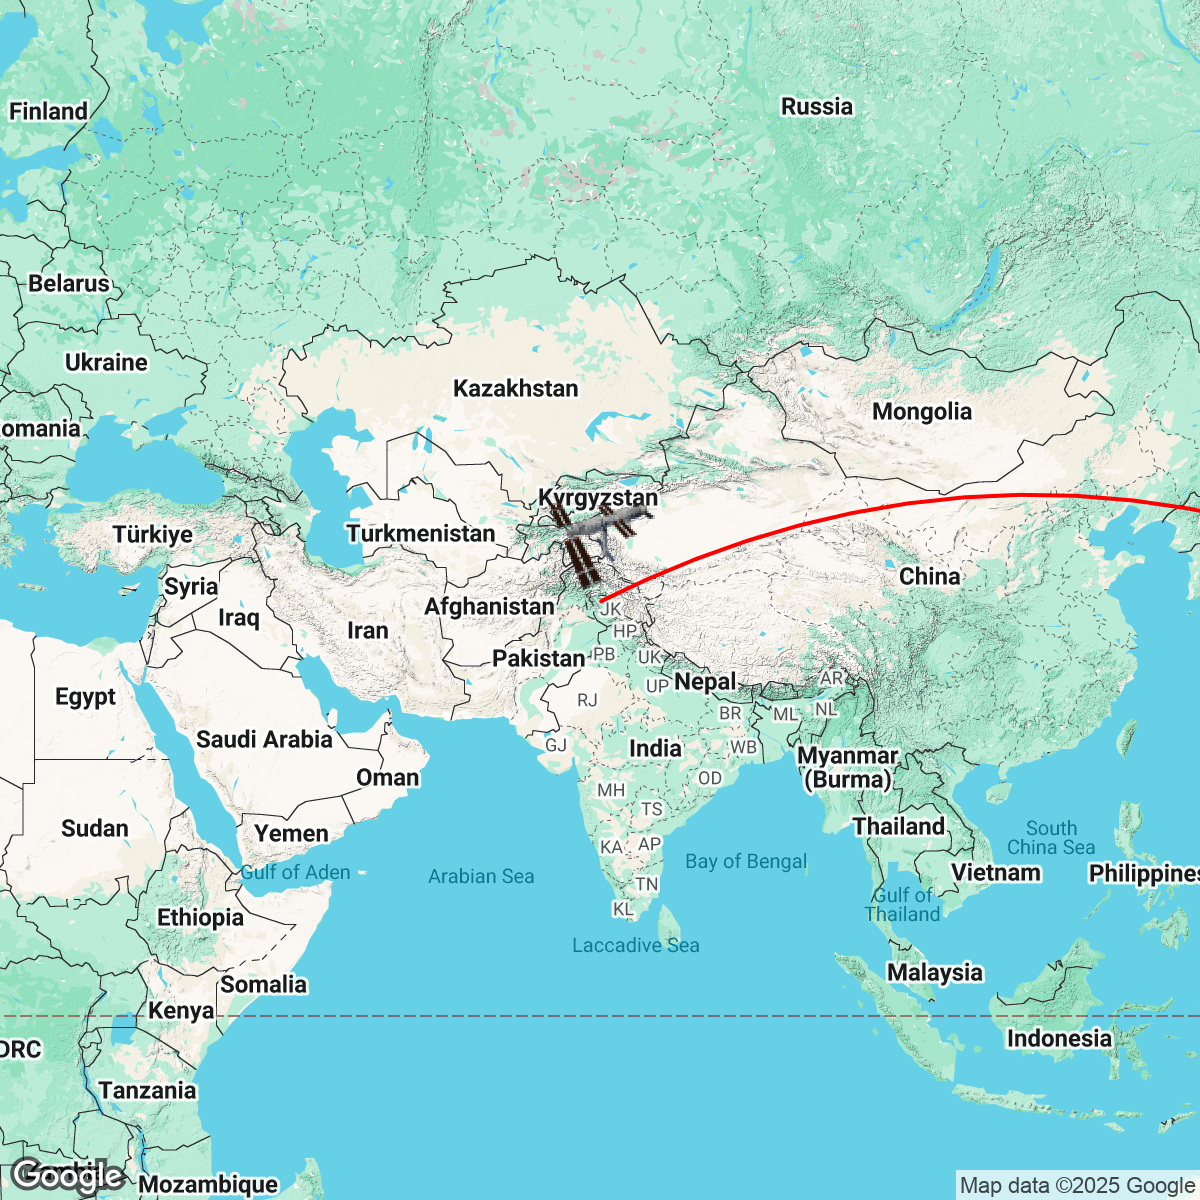 Finland
Russia
Belarus
Ukraine
Kazakhstan
Mongolia
omania
Kyrgyzstan
Türkiye
Turkmenistan
China
Syria
Afghanistan
JK
Iraq
Iran
HP
Pakistan
PB
UK
Nepal
AR
Egypt
UP
RJ
BR
ML
NL
Saudi Arabia
GJ
India
WB
Myanmar
(Burma)
Oman
OD
MH
TS
Sudan
Yemen
Thailand
South
China Sea
KA
AP
Bay of Bengal
Gulf of Aden
Arabian Sea
Vietnam
Philippines
TN
Gulf of
Thailand
KL
Ethiopia
Laccadive Sea
Malaysia
Somalia
Kenya
Indonesia
DRC
Tanzania
Google
Mozambique
Map data ©2025 Google